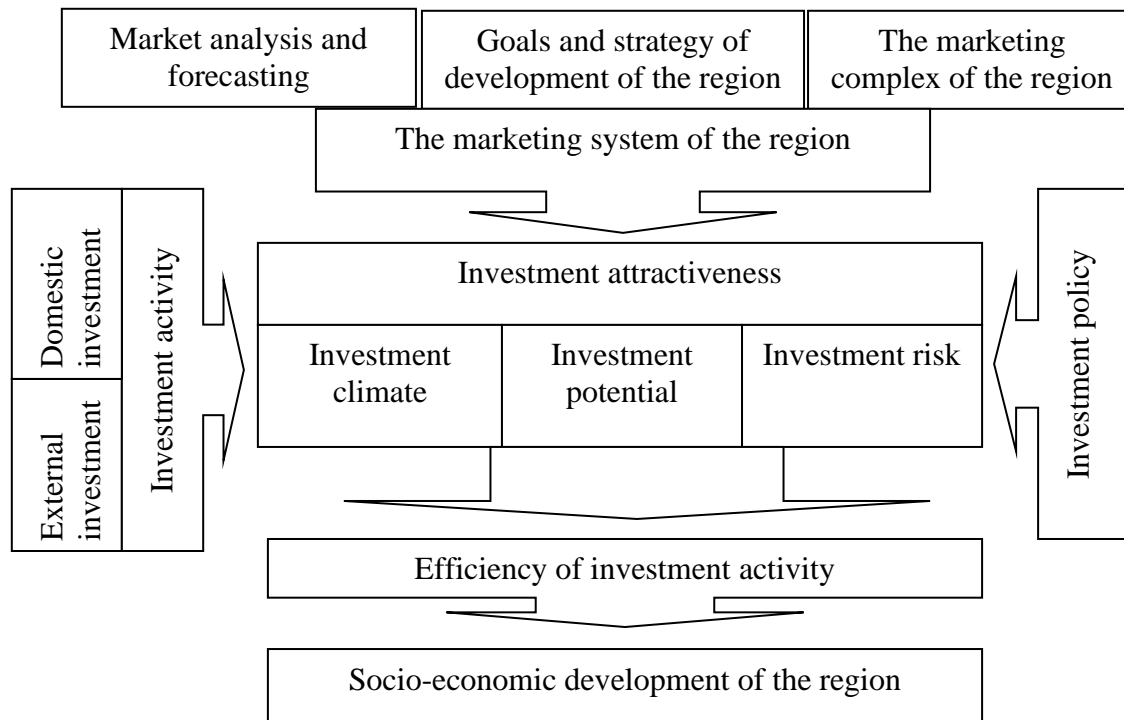 Market analysis and
forecasting
Goals and strategy of
development of the region
The marketing
complex of the region
The marketing system of the region
Domestic
investment
External
investment
Investment activity
Investment attractiveness
Investment
climate
Investment
potential
Investment risk
Investment policy
Efficiency of investment activity
Socio-economic development of the region